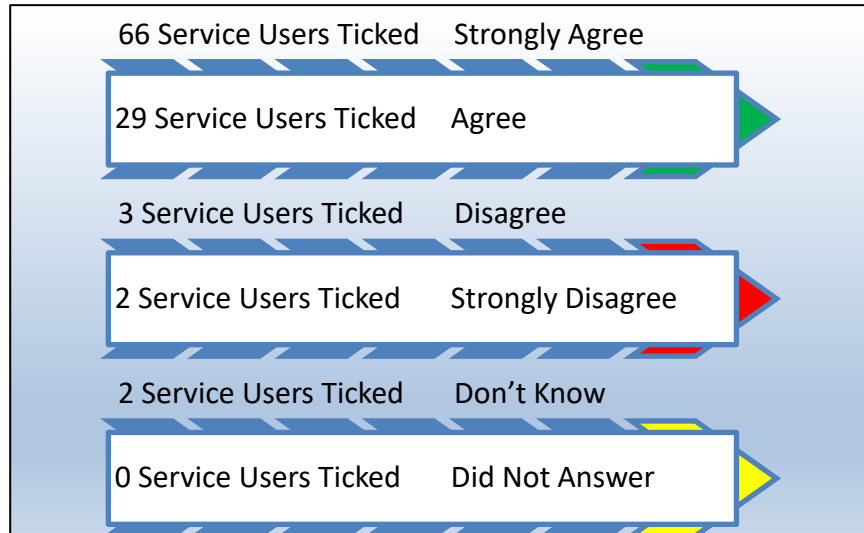 66 Service Users Ticked Strongly Agree
29 Service Users Ticked Agree
3 Service Users Ticked Disagree
2 Service Users Ticked Strongly Disagree
2 Service Users Ticked Don’t Know
0 Service Users Ticked Did Not Answer